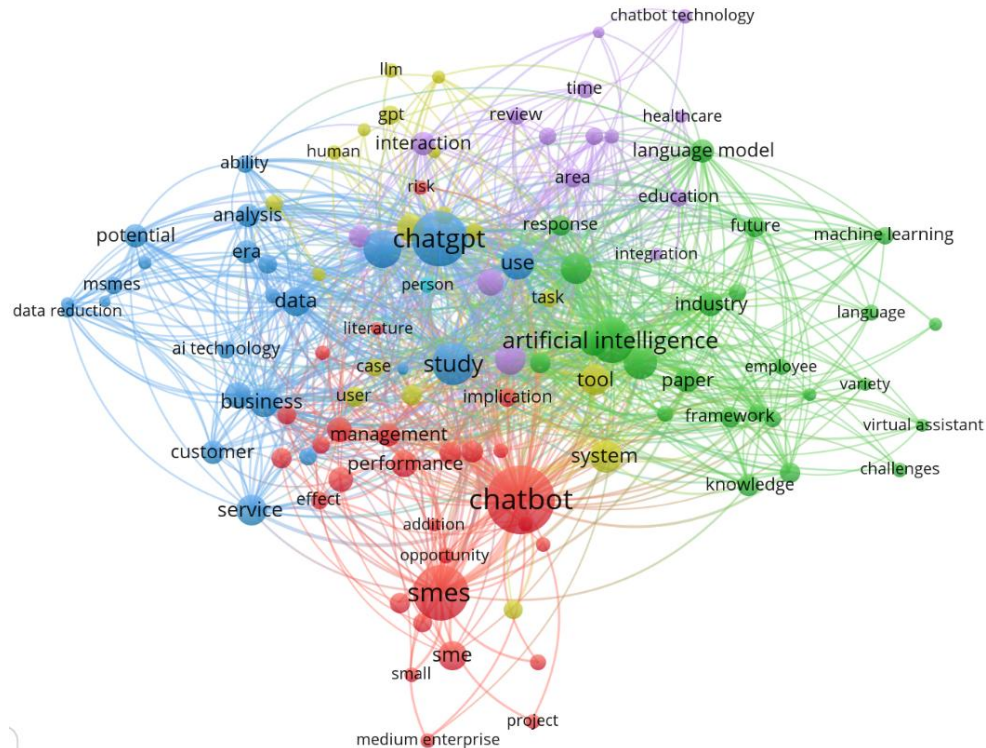 chatbot technology
llm
time
gpt
review
healthcare
interaction
human
language model
ability
area
risk
education
analysis
response
future
potential
chatgpt
machine learning
era
use
integration
msmes
person
data
task
industry
data reduction
language
literature
artificial intelligence
ai technology
case
study
employee
tool
paper
variety
user
implication
business
framework
virtual assistant
management
customer
performance
system
challenges
knowledge
effect
chatbot
service
addition
opportunity
smes
sme
small
project
medium enterprise